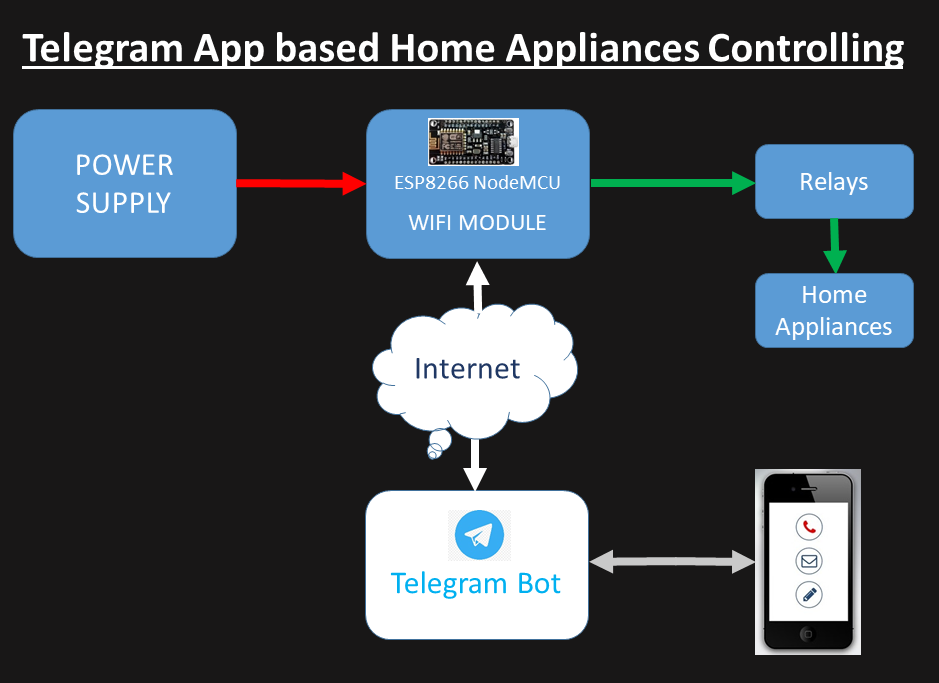 Telegram App based Home Appliances Controlling
POWER
SUPPLY
ESP8266 NodeMCU
WIFI MODULE
Relays
Home
Appliances
Internet
Telegram Bot